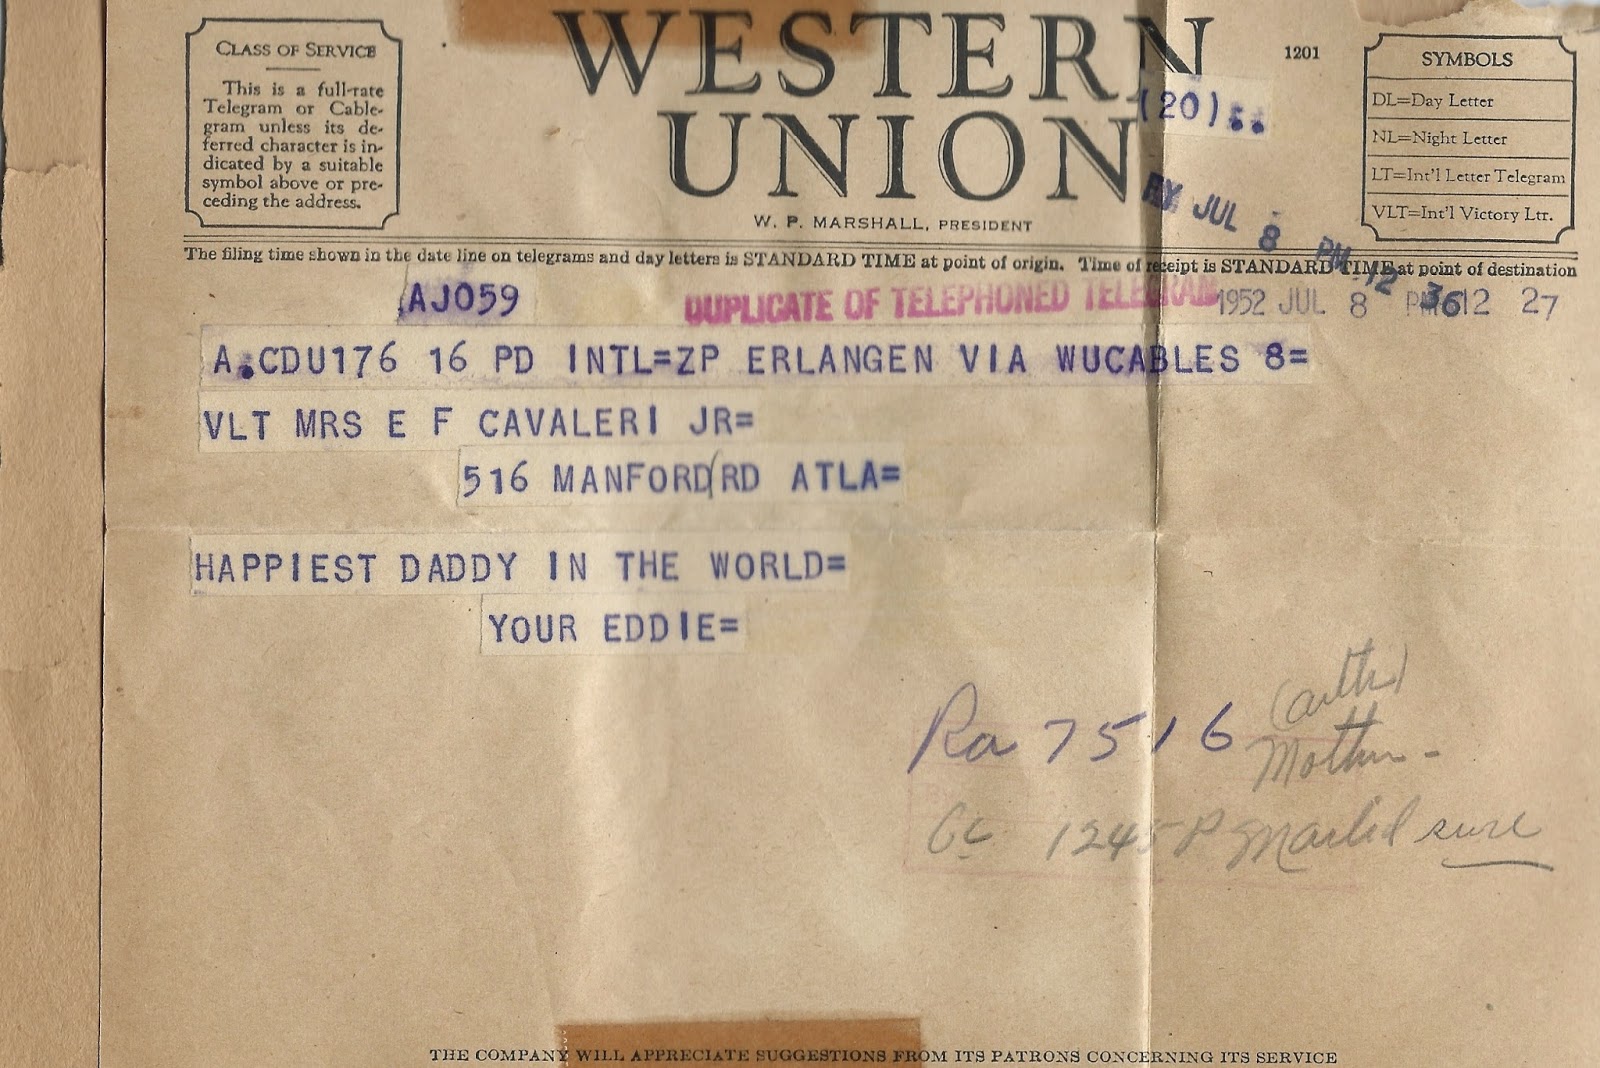 CLASS OF SERVICE
This is a full-rate
Telegram or Cable-
gram unless its de-
ferred character is in-
dicated by a suitable
symbol above or pre-
ceding the address.
WESTERN
UNION
1201
(20)..
W. P. MARSHALL, PRESIDENT
SYMBOLS
DL=Day Letter
NL=Night Letter
LT=Int'l Letter Telegram
VLT=Int'l Victory Ltr.
JUL 8 PM 12 36
The filing time shown in the date line on telegrams and day letters is STANDARD TIME at point of origin. Time of receipt is STANDARD TIME at point of destination
AJ059
DUPLICATE OF TELEPHONED TELEGRAM
1952 JUL 8 PM 12 27
A.CDU176 16 PD INTL=ZP ERLANGEN VIA WUCABLES 8=
VLT MRS E F CAVALERI JR=
516 MANFORD RD ATLA=
HAPPIEST DADDY IN THE WORLD=
YOUR EDDIE=
Ra 7516
Mother -
1245P sure
THE COMPANY WILL APPRECIATE SUGGESTIONS FROM ITS PATRONS CONCERNING ITS SERVICE